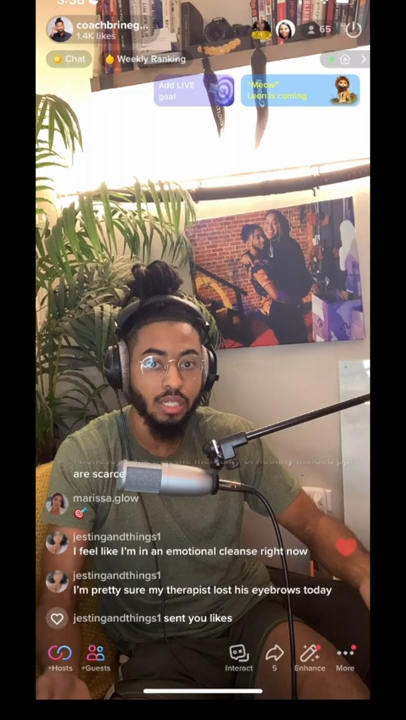 coachbrineg...
1.4K likes
65
Chat
Weekly Ranking
Add LIVE
goal
"Meow"
Leon is coming
are scarce
marissa.glow
🎯
jestingandthings1
I feel like I'm in an emotional cleanse right now
jestingandthings1
I'm pretty sure my therapist lost his eyebrows today
jestingandthings1 sent you likes
+Hosts
+Guests
Interact
5
Enhance
More